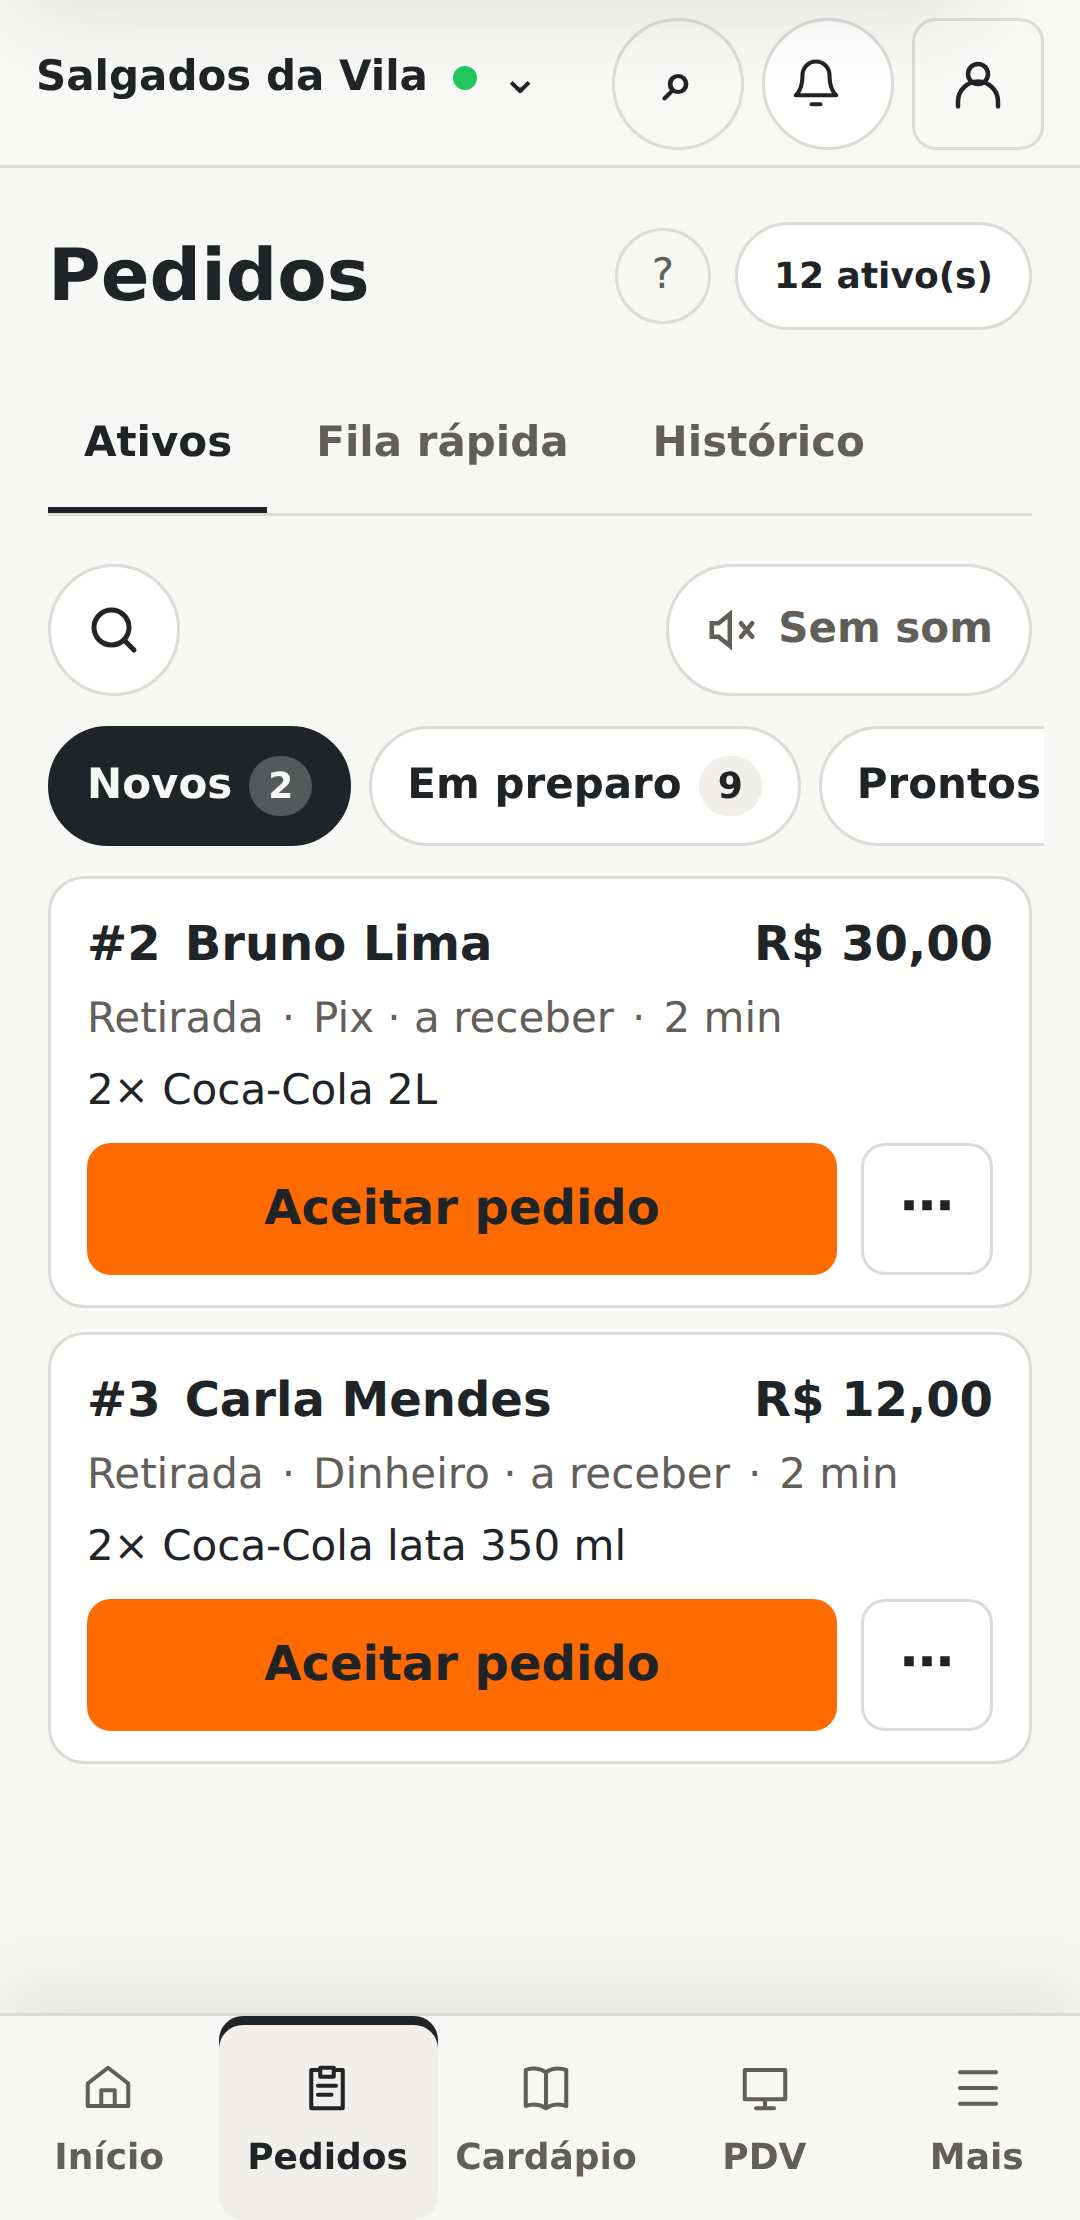 Salgados da Vila
Pedidos
?
12 ativo(s)
Ativos
Fila rápida
Histórico
Sem som
Novos 2
Em preparo 9
Prontos
#2 Bruno Lima
R$ 30,00
Retirada · Pix · a receber · 2 min
2× Coca-Cola 2L
Aceitar pedido
···
#3 Carla Mendes
R$ 12,00
Retirada · Dinheiro · a receber · 2 min
2× Coca-Cola lata 350 ml
Aceitar pedido
···
Início
Pedidos
Cardápio
PDV
Mais